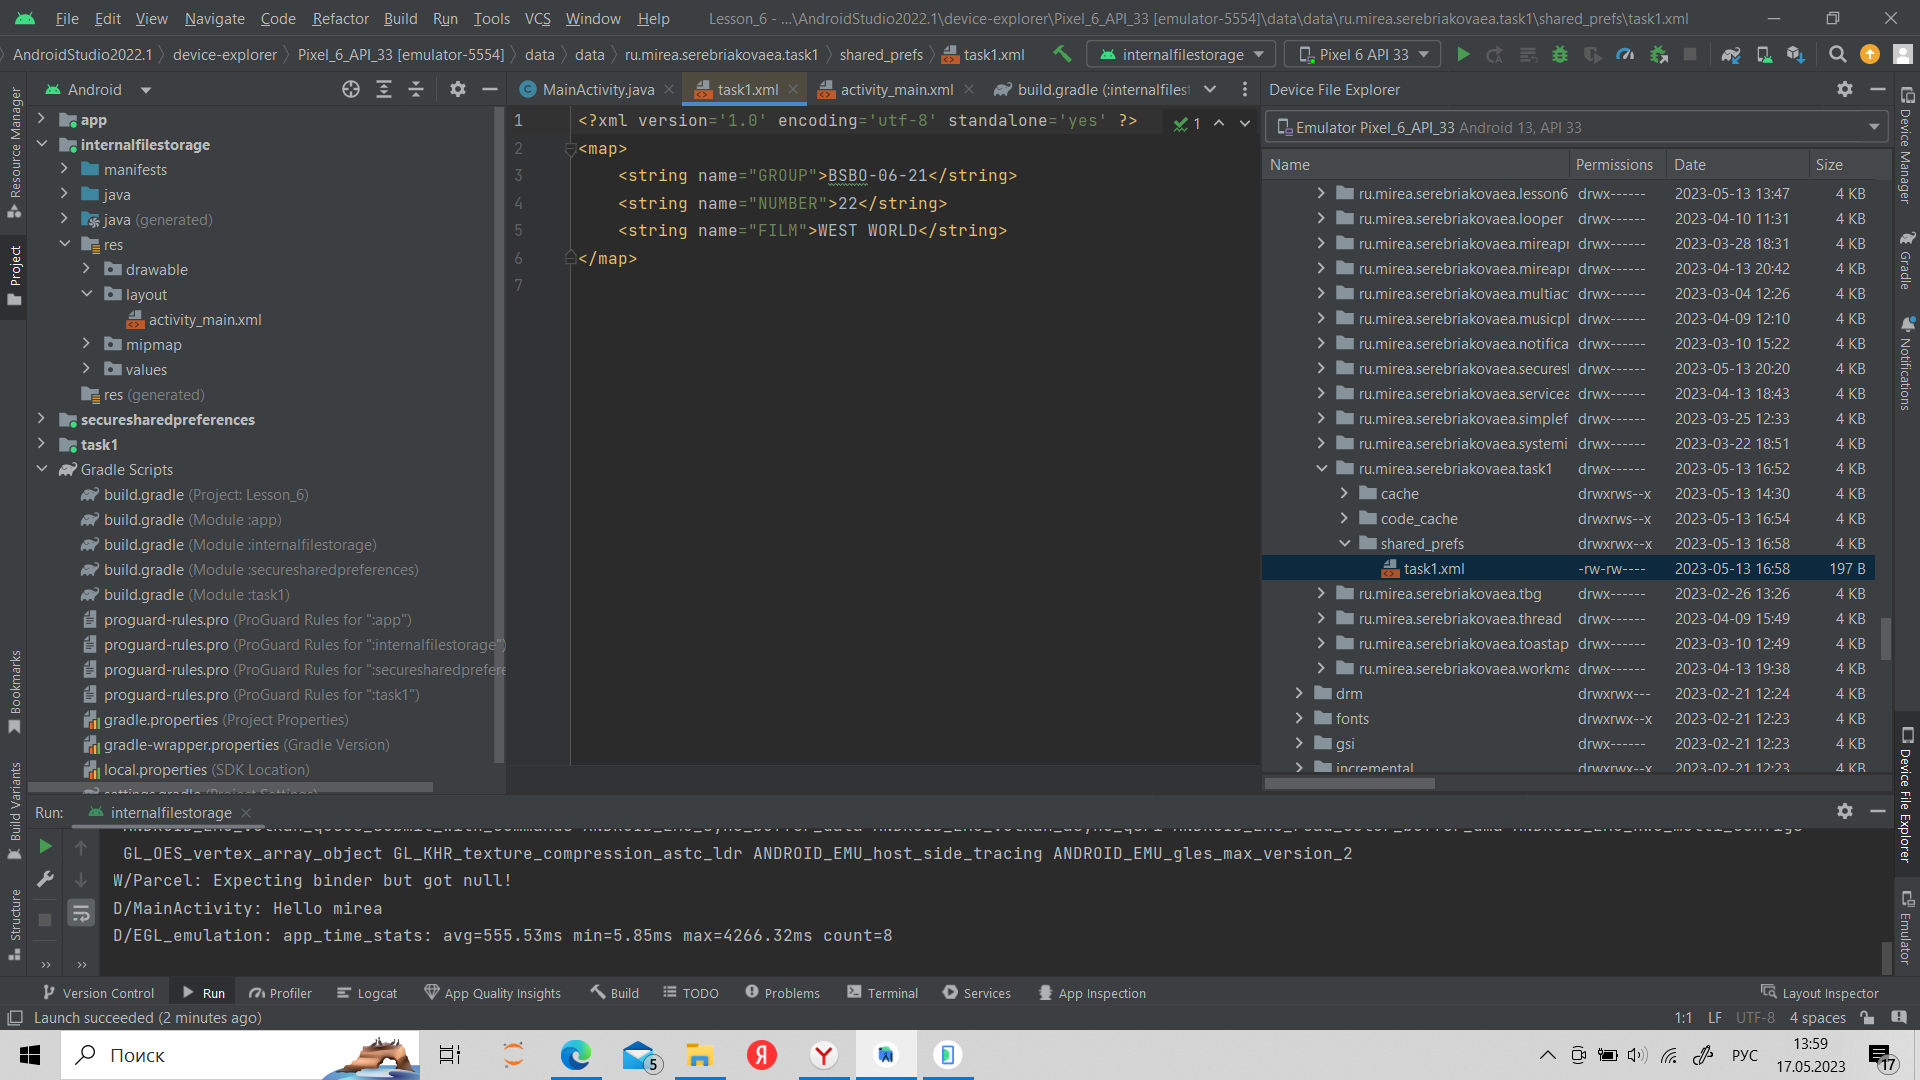 File Edit View Navigate Code Refactor Build Run Tools VCS Window Help Lesson_6 - ...\AndroidStudio2022.1\device-explorer\Pixel_6_API_33 [emulator-5554]\data\data\ru.mirea.serebriakovaea.task1\shared_prefs\task1.xml
AndroidStudio2022.1 device-explorer Pixel_6_API_33 [emulator-5554] data data ru.mirea.serebriakovaea.task1 shared_prefs task1.xml internalfilestorage Pixel 6 API 33
Android
MainActivity.java task1.xml activity_main.xml build.gradle (:internalfiles
Device File Explorer
Resource Manager
Project
Bookmarks
Build Variants
Structure
app
internalfilestorage
manifests
java
java (generated)
res
drawable
layout
activity_main.xml
mipmap
values
res (generated)
securesharedpreferences
task1
Gradle Scripts
build.gradle (Project: Lesson_6)
build.gradle (Module :app)
build.gradle (Module :internalfilestorage)
build.gradle (Module :securesharedpreferences)
build.gradle (Module :task1)
proguard-rules.pro (ProGuard Rules for ":app")
proguard-rules.pro (ProGuard Rules for ":internalfilestorage")
proguard-rules.pro (ProGuard Rules for ":securesharedprefere
proguard-rules.pro (ProGuard Rules for ":task1")
gradle.properties (Project Properties)
gradle-wrapper.properties (Gradle Version)
local.properties (SDK Location)
settings.gradle (Project Settings)
1 <?xml version='1.0' encoding='utf-8' standalone='yes' ?> 1
2 <map>
3 <string name="GROUP">BSBO-06-21</string>
4 <string name="NUMBER">22</string>
5 <string name="FILM">WEST WORLD</string>
6 </map>
7
Emulator Pixel_6_API_33 Android 13, API 33
Name Permissions Date Size
ru.mirea.serebriakovaea.lesson6 drwx------ 2023-05-13 13:47 4 KB
ru.mirea.serebriakovaea.looper drwx------ 2023-04-10 11:31 4 KB
ru.mirea.serebriakovaea.mireapr drwx------ 2023-03-28 18:31 4 KB
ru.mirea.serebriakovaea.mireapr drwx------ 2023-04-13 20:42 4 KB
ru.mirea.serebriakovaea.multiac drwx------ 2023-03-04 12:26 4 KB
ru.mirea.serebriakovaea.musicpl drwx------ 2023-04-09 12:10 4 KB
ru.mirea.serebriakovaea.notifica drwx------ 2023-03-10 15:22 4 KB
ru.mirea.serebriakovaea.securesl drwx------ 2023-05-13 20:20 4 KB
ru.mirea.serebriakovaea.servicea drwx------ 2023-04-13 18:43 4 KB
ru.mirea.serebriakovaea.simplef drwx------ 2023-03-25 12:33 4 KB
ru.mirea.serebriakovaea.systemi drwx------ 2023-03-22 18:51 4 KB
ru.mirea.serebriakovaea.task1 drwx------ 2023-05-13 16:52 4 KB
cache drwxrws--x 2023-05-13 14:30 4 KB
code_cache drwxrws--x 2023-05-13 16:54 4 KB
shared_prefs drwxrwx--x 2023-05-13 16:58 4 KB
task1.xml -rw-rw---- 2023-05-13 16:58 197 B
ru.mirea.serebriakovaea.tbg drwx------ 2023-02-26 13:26 4 KB
ru.mirea.serebriakovaea.thread drwx------ 2023-04-09 15:49 4 KB
ru.mirea.serebriakovaea.toastap drwx------ 2023-03-10 12:49 4 KB
ru.mirea.serebriakovaea.workma drwx------ 2023-04-13 19:38 4 KB
drm drwxrwx--- 2023-02-21 12:24 4 KB
fonts drwxrwx--x 2023-02-21 12:23 4 KB
gsi drwxrwx--x 2023-02-21 12:23 4 KB
incremental drwxrwx--x 2023-02-21 12:23 4 KB
Device Manager
Gradle
Notifications
Device File Explorer
Emulator
Run: internalfilestorage
GL_OES_vertex_array_object GL_KHR_texture_compression_astc_ldr ANDROID_EMU_host_side_tracing ANDROID_EMU_gles_max_version_2
W/Parcel: Expecting binder but got null!
D/MainActivity: Hello mirea
D/EGL_emulation: app_time_stats: avg=555.53ms min=5.85ms max=4266.32ms count=8
Version Control Run Profiler Logcat App Quality Insights Build TODO Problems Terminal Services App Inspection Layout Inspector
Launch succeeded (2 minutes ago) 1:1 LF UTF-8 4 spaces
Поиск 5 Я Y РУС 13:59
17.05.2023 17